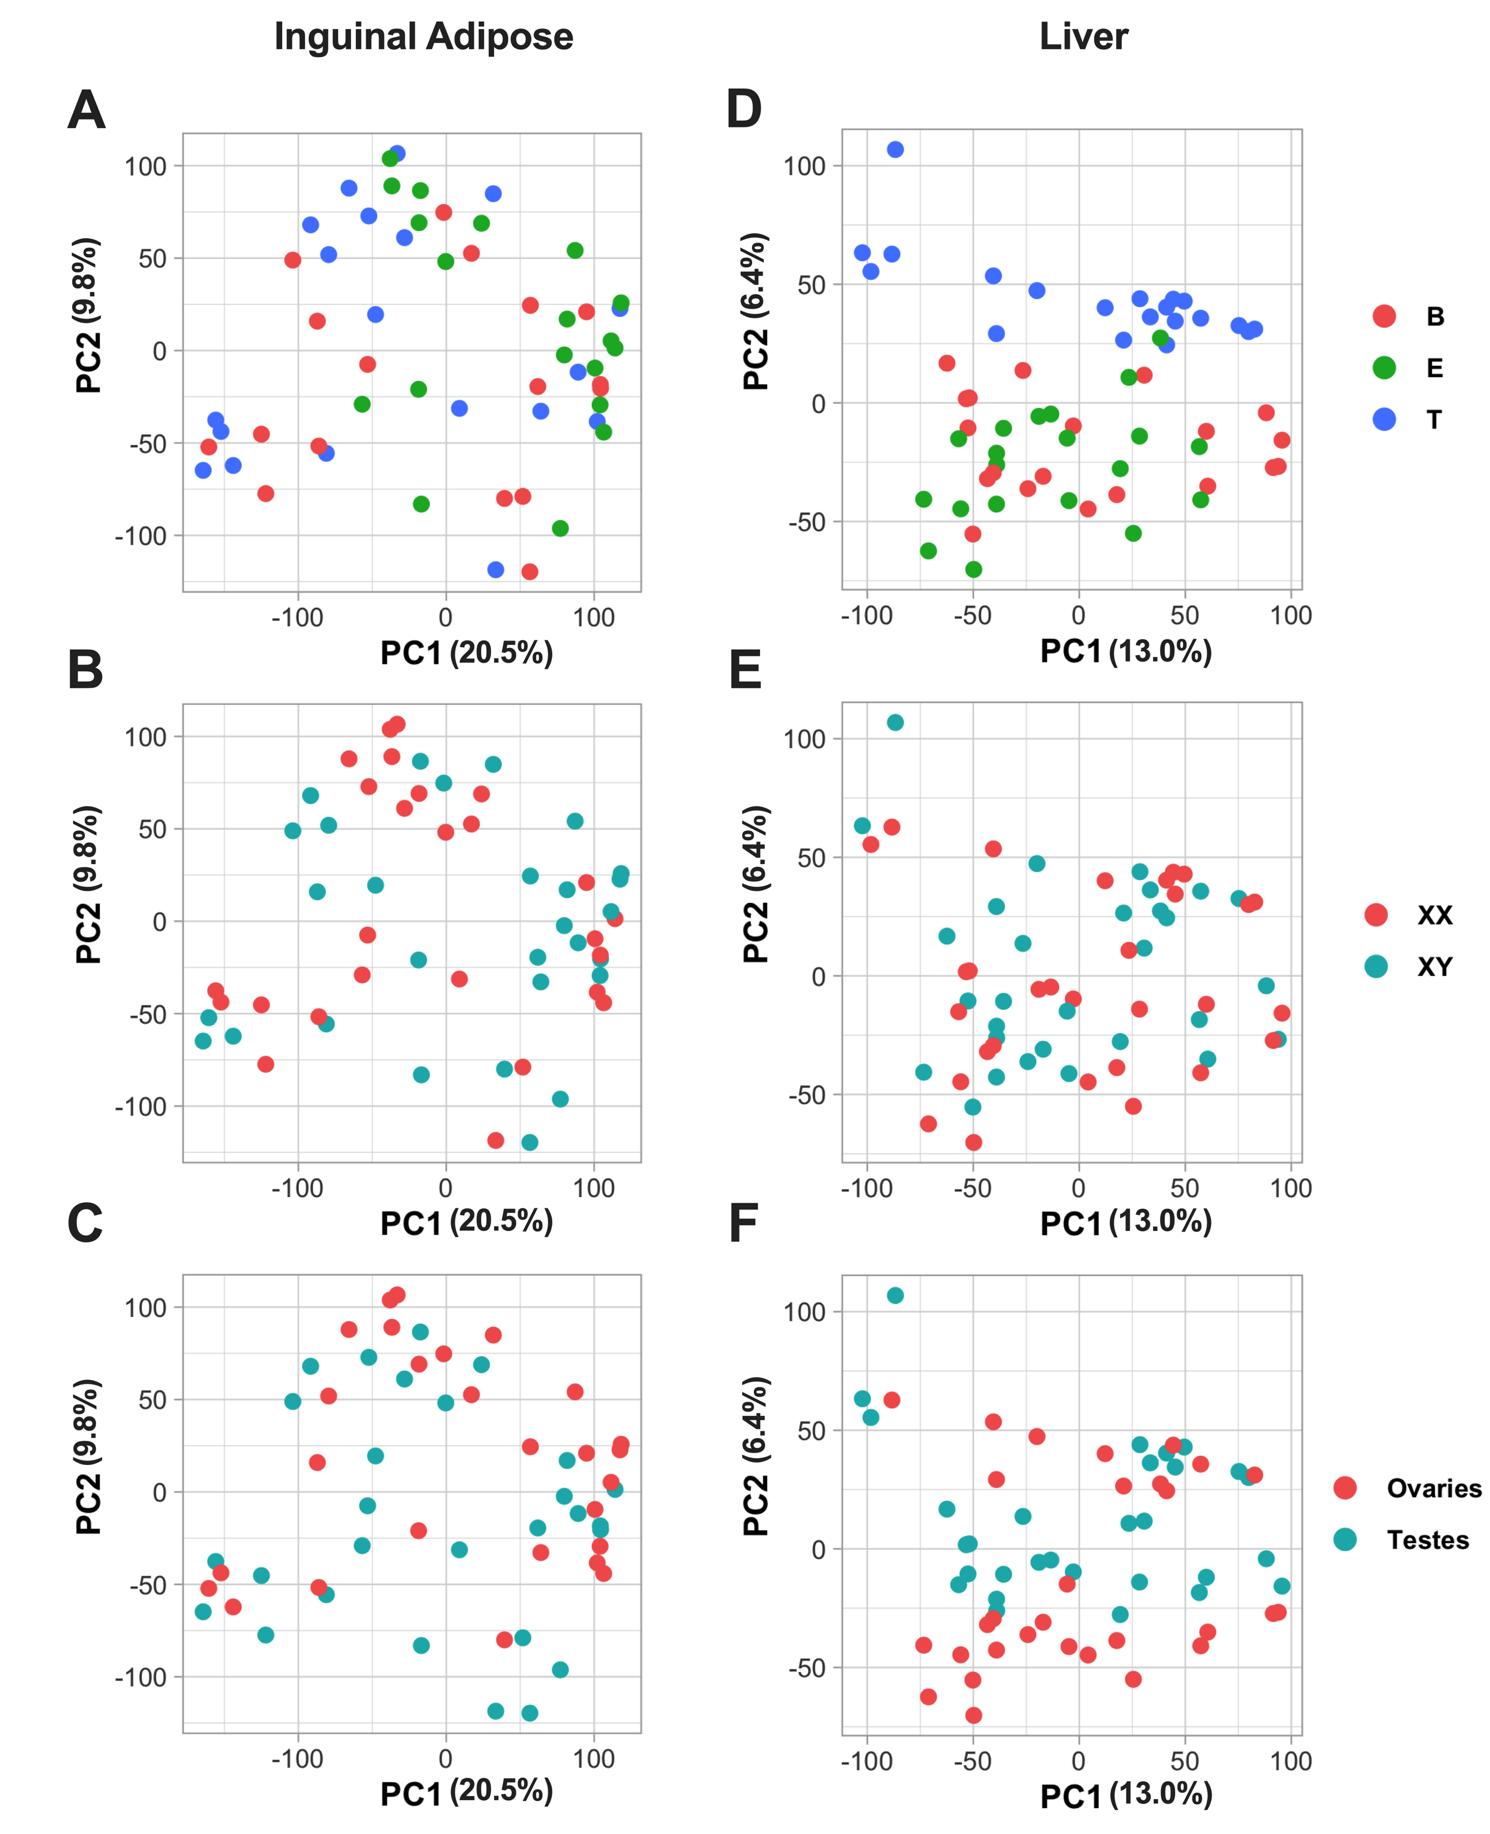 Inguinal Adipose
Liver
A
100
50
0
-50
-100
PC2 (9.8%)
-100 0 100
PC1 (20.5%)
D
100
50
0
-50
PC2 (6.4%)
-100 -50 0 50 100
PC1 (13.0%)
B
E
T
B
100
50
0
-50
-100
PC2 (9.8%)
-100 0 100
PC1 (20.5%)
E
100
50
0
-50
PC2 (6.4%)
-100 -50 0 50 100
PC1 (13.0%)
XX
XY
C
100
50
0
-50
-100
PC2 (9.8%)
-100 0 100
PC1 (20.5%)
F
100
50
0
-50
PC2 (6.4%)
-100 -50 0 50 100
PC1 (13.0%)
Ovaries
Testes